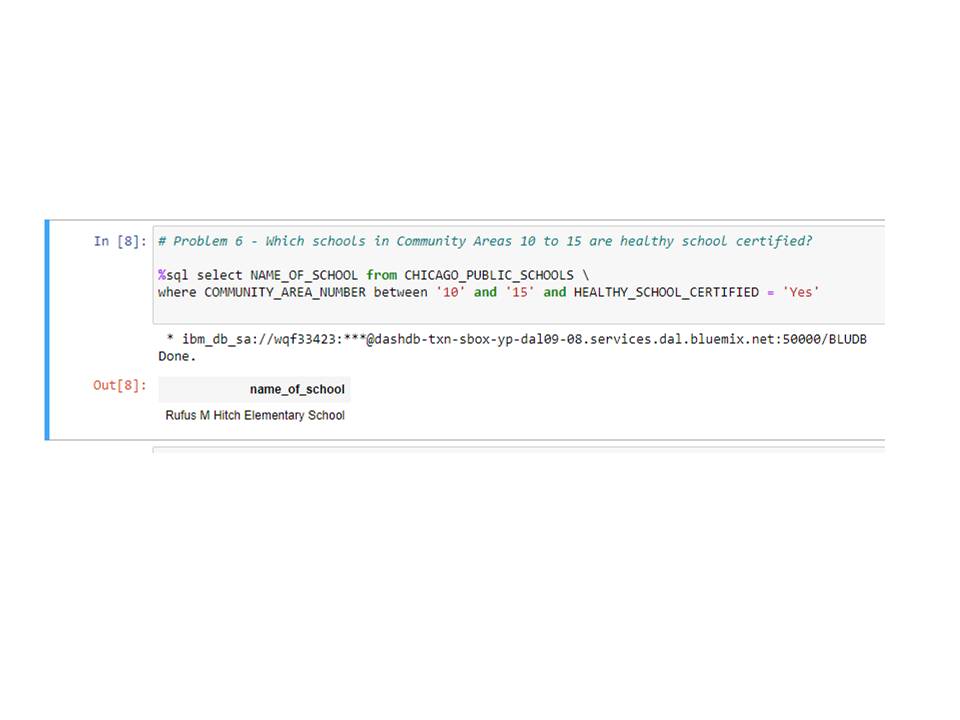 In [8]: # Problem 6 - Which schools in Community Areas 10 to 15 are healthy school certified?
%sql select NAME_OF_SCHOOL from CHICAGO_PUBLIC_SCHOOLS \
where COMMUNITY_AREA_NUMBER between '10' and '15' and HEALTHY_SCHOOL_CERTIFIED = 'Yes'
* ibm_db_sa://wqf33423:***@dashdb-txn-sbox-yp-dal09-08.services.dal.bluemix.net:50000/BLUDB
Done.
Out[8]: name_of_school
Rufus M Hitch Elementary School